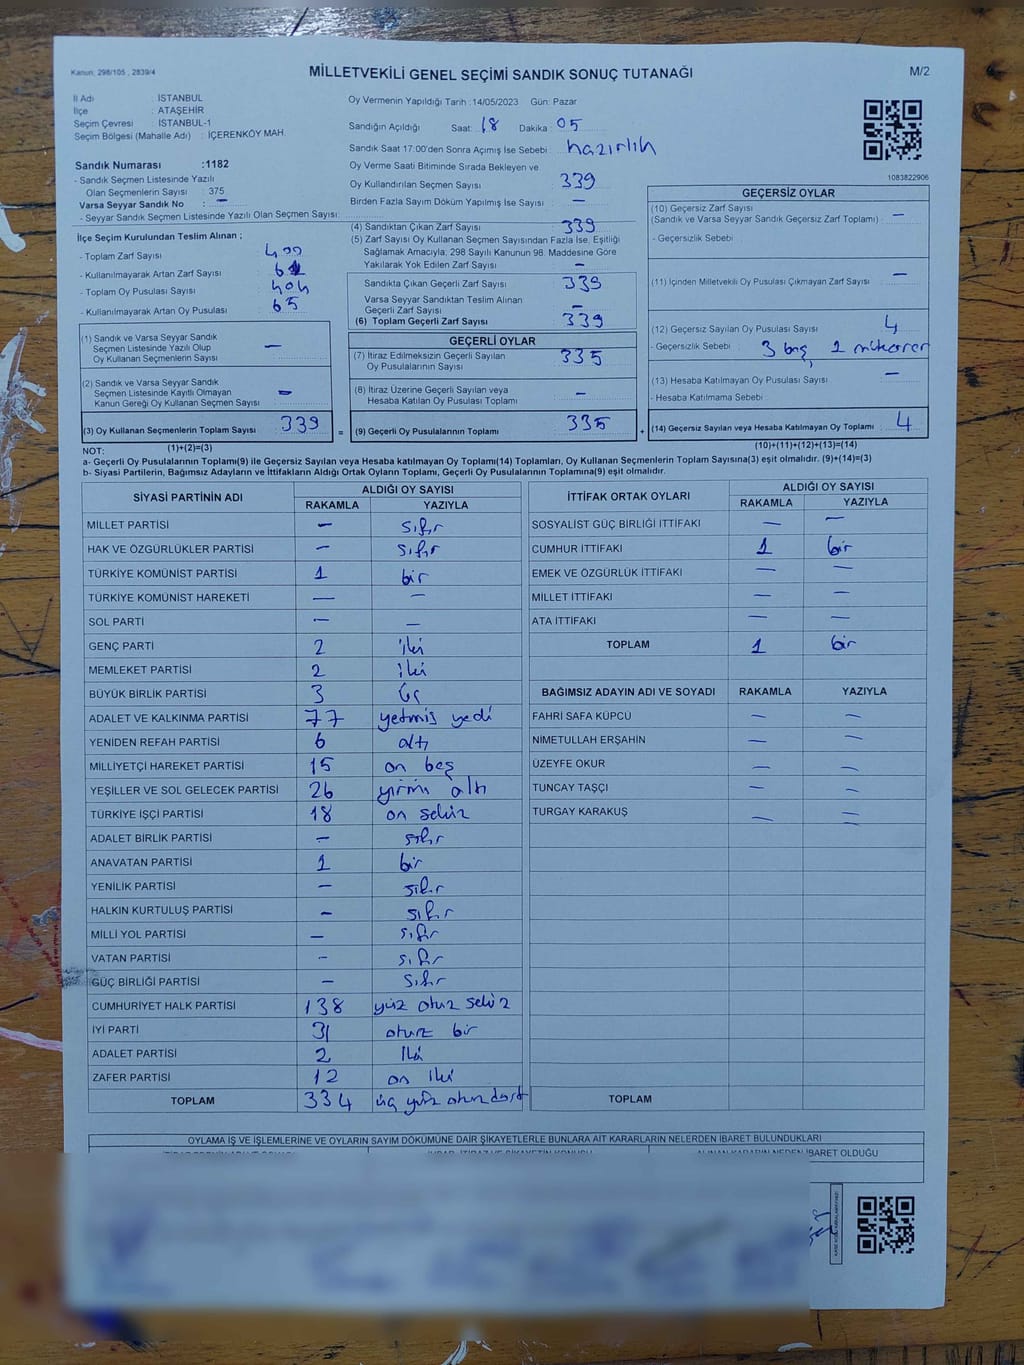 Kanun; 298/105 , 2839/4
MİLLETVEKİLİ GENEL SEÇİMİ SANDIK SONUÇ TUTANAĞI
M/2
İl Adı : İSTANBUL
İlçe : ATAŞEHİR
Seçim Çevresi : İSTANBUL-1
Seçim Bölgesi (Mahalle Adı) : İÇERENKÖY MAH.
Sandık Numarası :1182
- Sandık Seçmen Listesinde Yazılı
Olan Seçmenlerin Sayısı : 375
Varsa Seyyar Sandık No : —
- Seyyar Sandık Seçmen Listesinde Yazılı Olan Seçmen Sayısı:
Oy Vermenin Yapıldığı Tarih :14/05/2023 Gün: Pazar
Sandığın Açıldığı Saat: 18 Dakika : 05
Sandık Saat 17:00'den Sonra Açımış İse Sebebi : hazırlık
Oy Verme Saati Bitiminde Sırada Bekleyen ve
Oy Kullandırılan Seçmen Sayısı : 339
Birden Fazla Sayım Döküm Yapılmış İse Sayısı : —
1083822906
İlçe Seçim Kurulundan Teslim Alınan ;
- Toplam Zarf Sayısı : 400
- Kullanılmayarak Artan Zarf Sayısı :
- Toplam Oy Pusulası Sayısı : 404
- Kullanılmayarak Artan Oy Pusulası : 65
(4) Sandıktan Çıkan Zarf Sayısı : 339
(5) Zarf Sayısı Oy Kullanan Seçmen Sayısından Fazla İse, Eşitliği
Sağlamak Amacıyla, 298 Sayılı Kanunun 98. Maddesine Göre
Yakılarak Yok Edilen Zarf Sayısı : —
Sandıkta Çıkan Geçerli Zarf Sayısı : 339
Varsa Seyyar Sandıktan Teslim Alınan
Geçerli Zarf Sayısı : —
(6) Toplam Geçerli Zarf Sayısı : 339
GEÇERSİZ OYLAR
(10) Geçersiz Zarf Sayısı
(Sandık ve Varsa Seyyar Sandık Geçersiz Zarf Toplamı) : —
- Geçersizlik Sebebi :
(11) İçinden Milletvekili Oy Pusulası Çıkmayan Zarf Sayısı : —
(12) Geçersiz Sayılan Oy Pusulası Sayısı : 4
- Geçersizlik Sebebi : 3 boş, 1 mükerrer
(13) Hesaba Katılmayan Oy Pusulası Sayısı : —
- Hesaba Katılmama Sebebi :
(14) Geçersiz Sayılan veya Hesaba Katılmayan Oy Toplamı : 4
(1) Sandık ve Varsa Seyyar Sandık
Seçmen Listesinde Yazılı Olup
Oy Kullanan Seçmenlerin Sayısı : —
(2) Sandık ve Varsa Seyyar Sandık
Seçmen Listesinde Kayıtlı Olmayan
Kanun Gereği Oy Kullanan Seçmen Sayısı : —
(3) Oy Kullanan Seçmenlerin Toplam Sayısı : 339
=
GEÇERLİ OYLAR
(7) İtiraz Edilmeksizin Geçerli Sayılan
Oy Pusulalarının Sayısı : 335
(8) İtiraz Üzerine Geçerli Sayılan veya
Hesaba Katılan Oy Pusulası Toplamı : —
(9) Geçerli Oy Pusulalarının Toplamı : 335
+
NOT: (1)+(2)=(3)
(10)+(11)+(12)+(13)=(14)
a- Geçerli Oy Pusulalarının Toplamı(9) ile Geçersiz Sayılan veya Hesaba katılmayan Oy Toplamı(14) Toplamları, Oy Kullanan Seçmenlerin Toplam Sayısına(3) eşit olmalıdır. (9)+(14)=(3)
b- Siyasi Partilerin, Bağımsız Adayların ve İttifakların Aldığı Ortak Oyların Toplamı, Geçerli Oy Pusulalarının Toplamına(9) eşit olmalıdır.
SİYASİ PARTİNİN ADI ALDIĞI OY SAYISI
RAKAMLA YAZIYLA
MİLLET PARTİSİ — sıfır
HAK VE ÖZGÜRLÜKLER PARTİSİ — sıfır
TÜRKİYE KOMÜNİST PARTİSİ 1 bir
TÜRKİYE KOMÜNİST HAREKETİ — —
SOL PARTİ — —
GENÇ PARTİ 2 iki
MEMLEKET PARTİSİ 2 iki
BÜYÜK BİRLİK PARTİSİ 3 üç
ADALET VE KALKINMA PARTİSİ 77 yetmiş yedi
YENİDEN REFAH PARTİSİ 6 altı
MİLLİYETÇİ HAREKET PARTİSİ 15 on beş
YEŞİLLER VE SOL GELECEK PARTİSİ 26 yirmi altı
TÜRKİYE İŞÇİ PARTİSİ 18 on sekiz
ADALET BİRLİK PARTİSİ — sıfır
ANAVATAN PARTİSİ 1 bir
YENİLİK PARTİSİ — sıfır
HALKIN KURTULUŞ PARTİSİ — sıfır
MİLLİ YOL PARTİSİ — sıfır
VATAN PARTİSİ — sıfır
GÜÇ BİRLİĞİ PARTİSİ — sıfır
CUMHURİYET HALK PARTİSİ 138 yüz otuz sekiz
İYİ PARTİ 31 otuz bir
ADALET PARTİSİ 2 iki
ZAFER PARTİSİ 12 on iki
TOPLAM 334 üç yüz otuz dört
İTTİFAK ORTAK OYLARI ALDIĞI OY SAYISI
RAKAMLA YAZIYLA
SOSYALİST GÜÇ BİRLİĞİ İTTİFAKI — —
CUMHUR İTTİFAKI 1 bir
EMEK VE ÖZGÜRLÜK İTTİFAKI — —
MİLLET İTTİFAKI — —
ATA İTTİFAKI — —
TOPLAM 1 bir
BAĞIMSIZ ADAYIN ADI VE SOYADI RAKAMLA YAZIYLA
FAHRİ SAFA KÜPCÜ — —
NİMETULLAH ERŞAHİN — —
ÜZEYFE OKUR — —
TUNCAY TAŞÇI — —
TURGAY KARAKUŞ — —
TOPLAM
OYLAMA İŞ VE İŞLEMLERİNE VE OYLARIN SAYIM DÖKÜMÜNE DAİR ŞİKAYETLERLE BUNLARA AİT KARARLARIN NELERDEN İBARET BULUNDUKLARI
ALINAN KARARIN NEDEN İBARET OLDUĞU